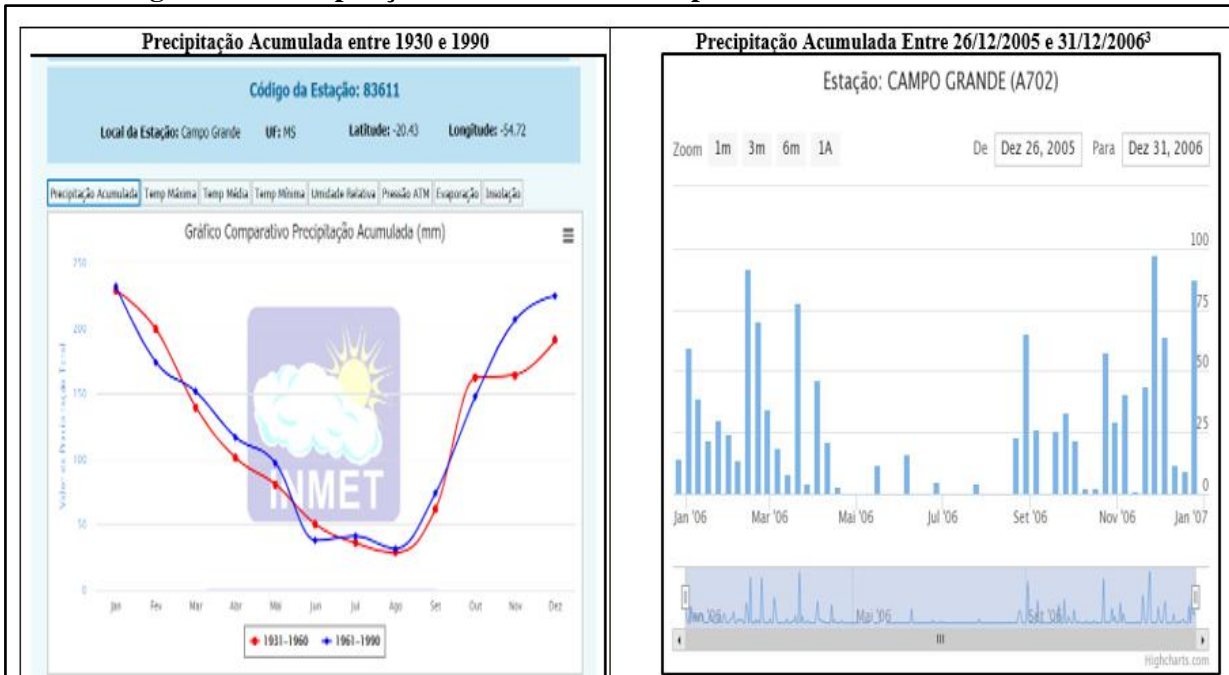 Precipitação Acumulada entre 1930 e 1990
Código da Estação: 83611
Local da Estação: Campo Grande UF: MS Latitude: -20.43 Longitude: -54.72
Precipitação Acumulada Temp Máxima Temp Média Temp Mínima Umidade Relativa Pressão ATM Evaporação Insolação
Gráfico Comparativo Precipitação Acumulada (mm)
250
200
150
100
50
0
INMET
Jan Fev Mar Abr Mai Jun Jul Ago Set Out Nov Dez
1931-1960 1961-1990
Precipitação Acumulada Entre 26/12/2005 e 31/12/2006³
Estação: CAMPO GRANDE (A702)
Zoom 1m 3m 6m 1A De Dez 26, 2005 Para Dez 31, 2006
100
75
50
25
0
Jan '06 Mar '06 Mai '06 Jul '06 Set '06 Nov '06 Jan '07
Jan '06 Mai '06 Set '06
Highcharts.com